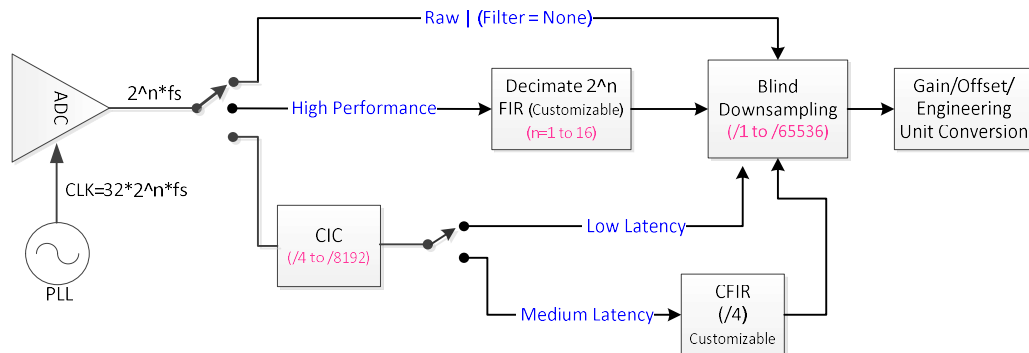 Raw | (Filter = None)
ADC
2^n*fs
High Performance
Decimate 2^n
FIR (Customizable)
(n=1 to 16)
Blind
Downsampling
(/1 to /65536)
Gain/Offset/
Engineering
Unit Conversion
CLK=32*2^n*fs
PLL
CIC
(/4 to /8192)
Low Latency
Medium Latency
CFIR
(/4)
Customizable